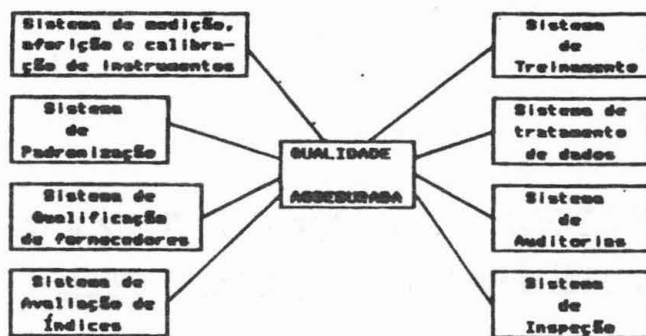 Sistema de medição,
aferição e calibra-
ção de instrumentos
Sistema
de
Padronização
Sistema de
Qualificação
de fornecedores
Sistema de
Avaliação de
Índices
QUALIDADE
ASSEGURADA
Sistema
de
Treinamento
Sistema de
tratamento
de dados
Sistema
de
Auditorias
Sistema
de
Inspeção